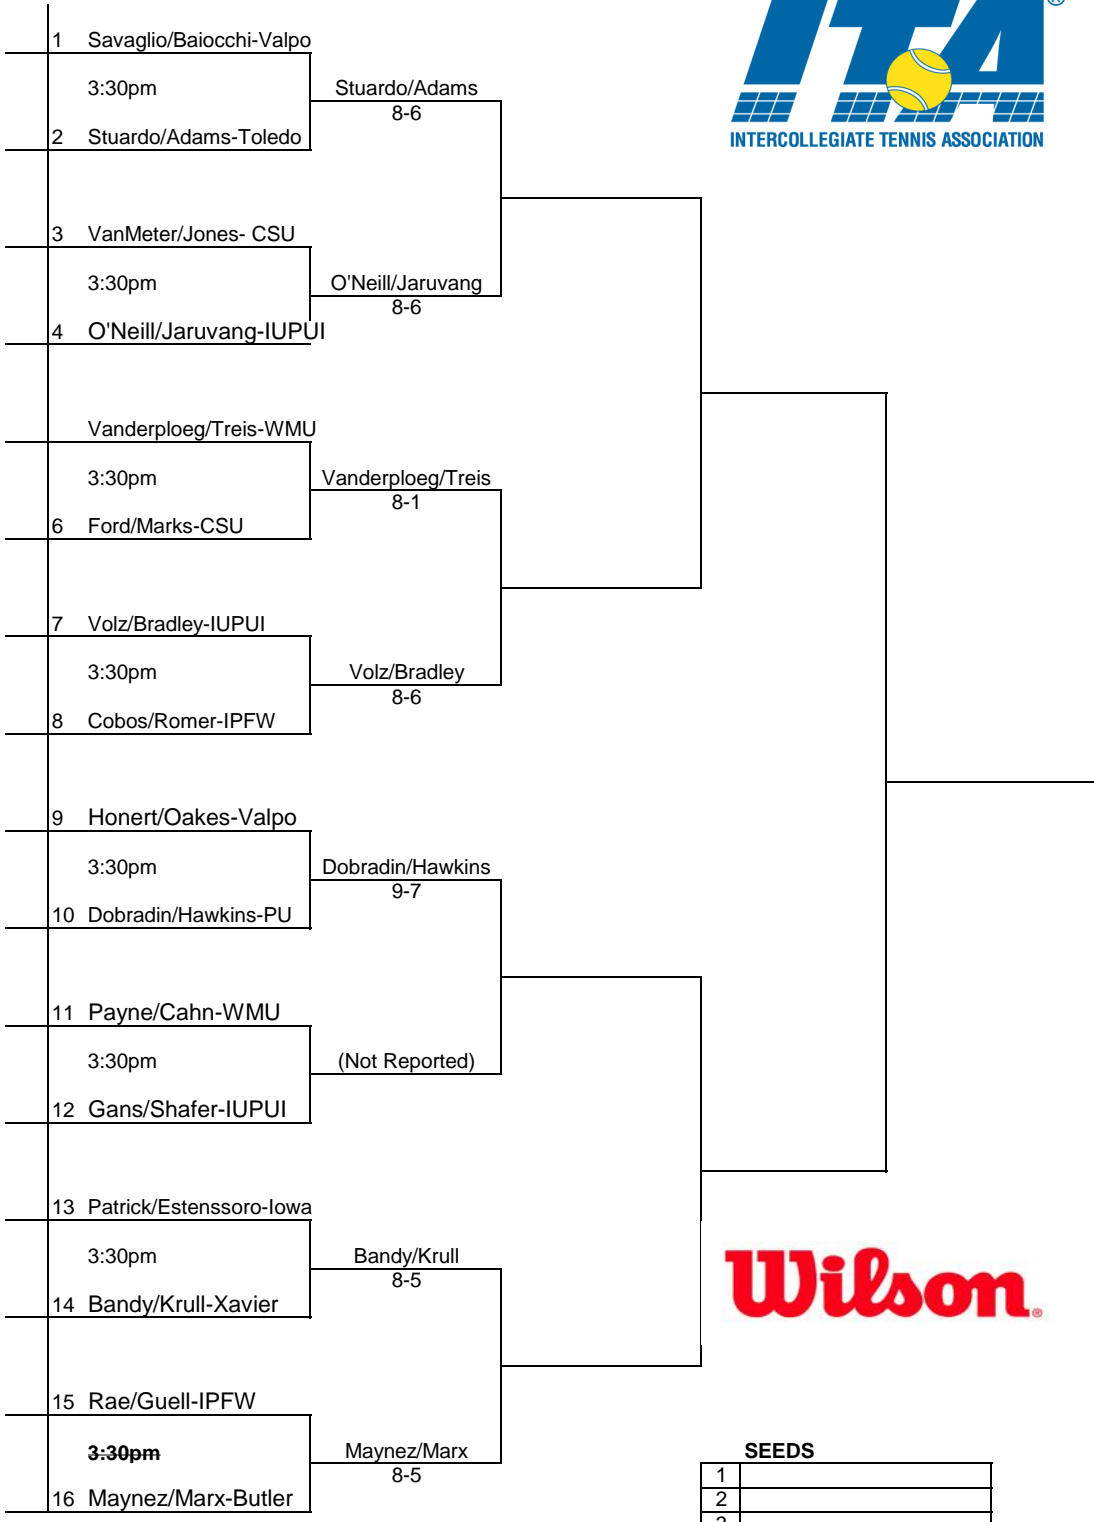 1 Savaglio/Baiocchi-Valpo
3:30pm Stuardo/Adams
8-6
2 Stuardo/Adams-Toledo
ITA®
INTERCOLLEGIATE TENNIS ASSOCIATION
3 VanMeter/Jones- CSU
3:30pm O'Neill/Jaruvang
8-6
4 O'Neill/Jaruvang-IUPUI
Vanderploeg/Treis-WMU
3:30pm Vanderploeg/Treis
8-1
6 Ford/Marks-CSU
7 Volz/Bradley-IUPUI
3:30pm Volz/Bradley
8-6
8 Cobos/Romer-IPFW
9 Honert/Oakes-Valpo
3:30pm Dobradin/Hawkins
9-7
10 Dobradin/Hawkins-PU
11 Payne/Cahn-WMU
3:30pm (Not Reported)
12 Gans/Shafer-IUPUI
13 Patrick/Estenssoro-Iowa
3:30pm Bandy/Krull
8-5
14 Bandy/Krull-Xavier
Wilson®
15 Rae/Guell-IPFW
3:30pm Maynez/Marx
8-5
16 Maynez/Marx-Butler
SEEDS
1
2